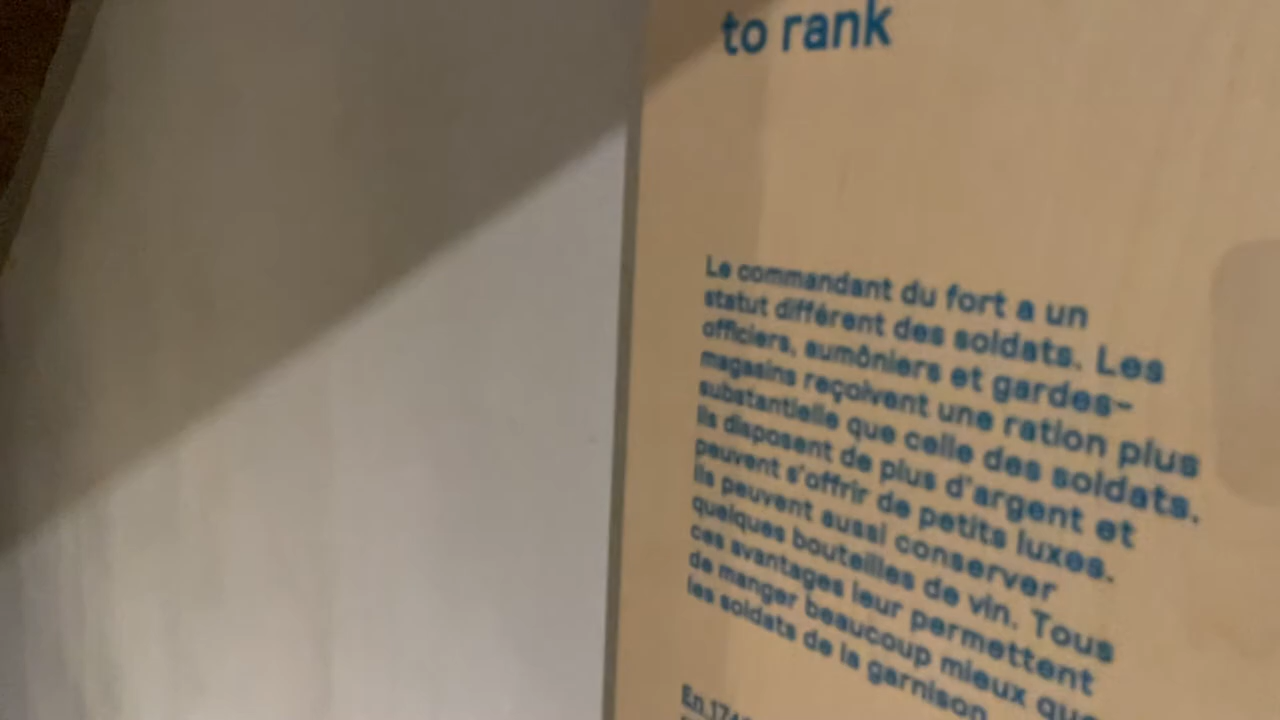 to rank
Le commandant du fort a un
statut différent des soldats. Les
officiers, aumôniers et gardes-
magasins reçoivent une ration plus
substantielle que celle des soldats.
Ils disposent de plus d'argent et
peuvent s'offrir de petits luxes.
Ils peuvent aussi conserver
quelques bouteilles de vin. Tous
ces avantages leur permettent
de manger beaucoup mieux que
les soldats de la garnison
En